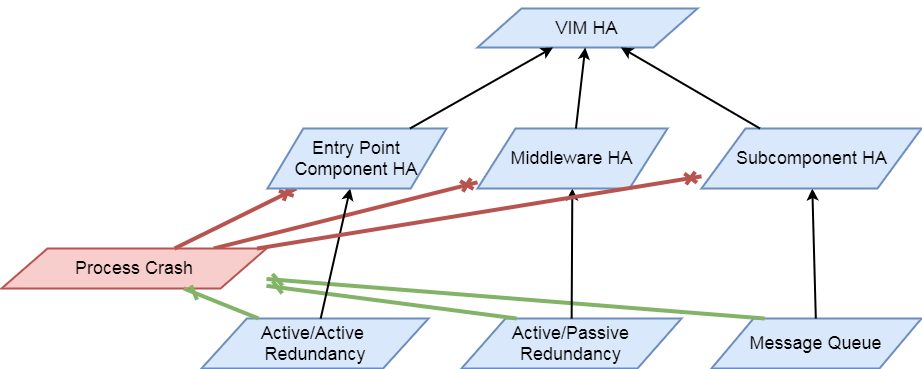 VIM HA
Entry Point
Component HA
Middleware HA
Subcomponent HA
Process Crash
Active/Active
Redundancy
Active/Passive
Redundancy
Message Queue